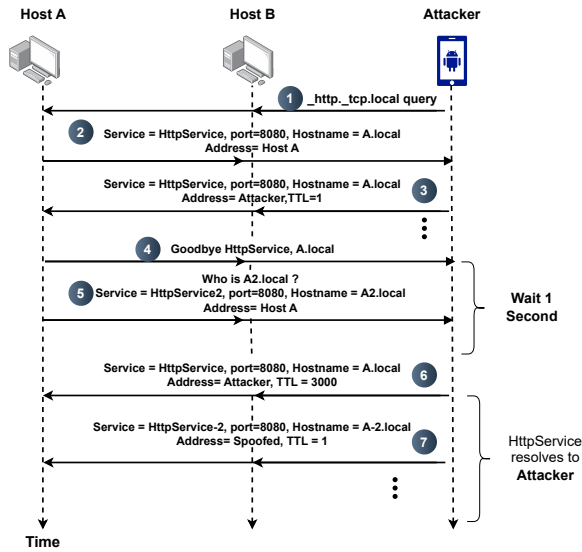 Host A
Host B
Attacker
1
_http._tcp.local query
2
Service = HttpService, port=8080, Hostname = A.local
Address= Host A
Service = HttpService, port=8080, Hostname = A.local
Address= Attacker,TTL=1
3
4
Goodbye HttpService, A.local
Who is A2.local ?
5
Service = HttpService2, port=8080, Hostname = A2.local
Address= Host A
Wait 1
Second
Service = HttpService, port=8080, Hostname = A.local
Address= Attacker, TTL = 3000
6
Service = HttpService-2, port=8080, Hostname = A-2.local
Address= Spoofed, TTL = 1
7
HttpService
resolves to
Attacker
Time